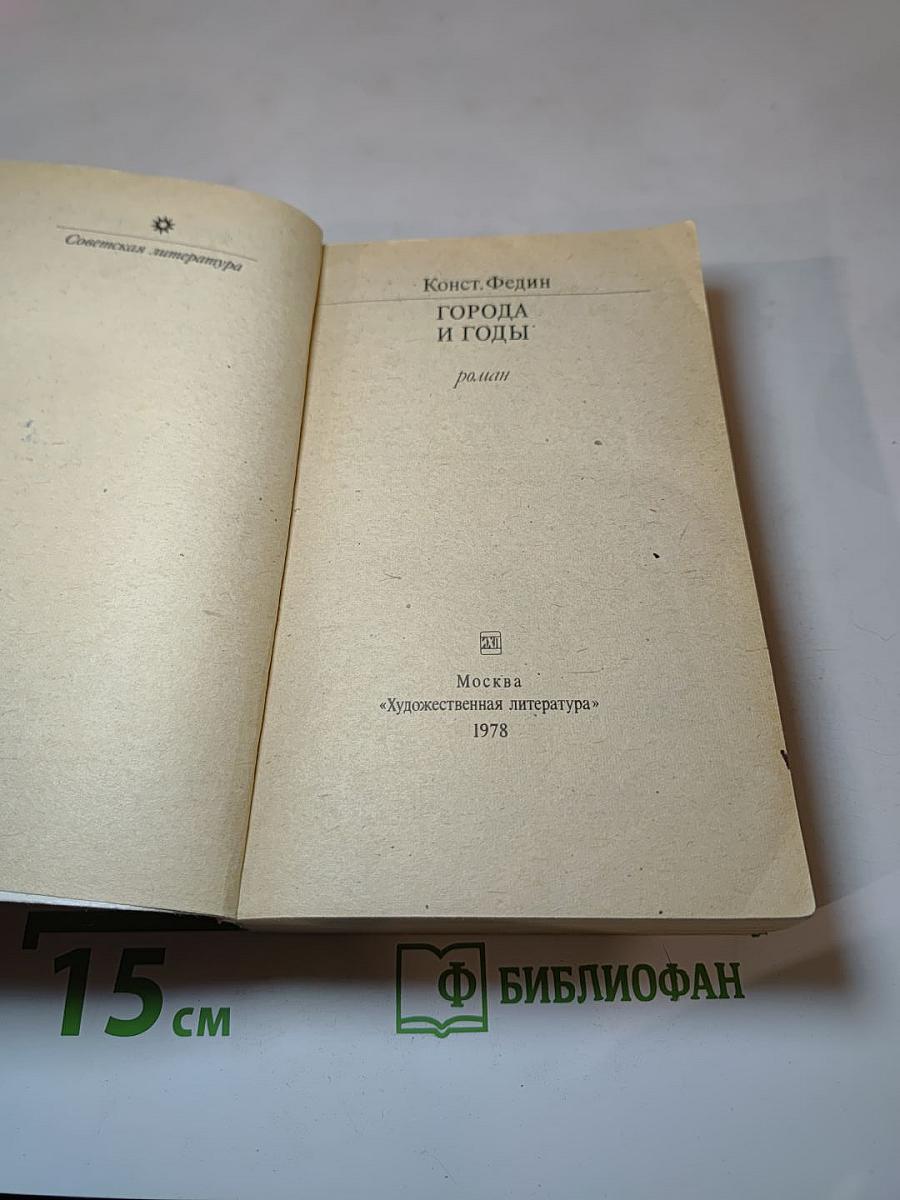 Советская литература
Конст. Федин
ГОРОДА
И ГОДЫ
роман
Москва
«Художественная литература»
1978
15 см
Ф БИБЛИОФАН